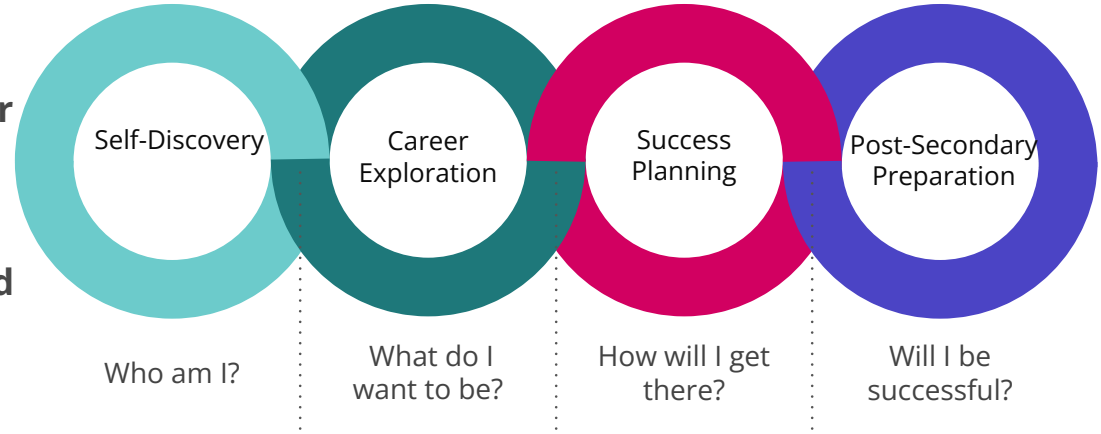 r
d
Self-Discovery
Career
Exploration
Success
Planning
Post-Secondary
Preparation
Who am I?
What do I
want to be?
How will I get
there?
Will I be
successful?